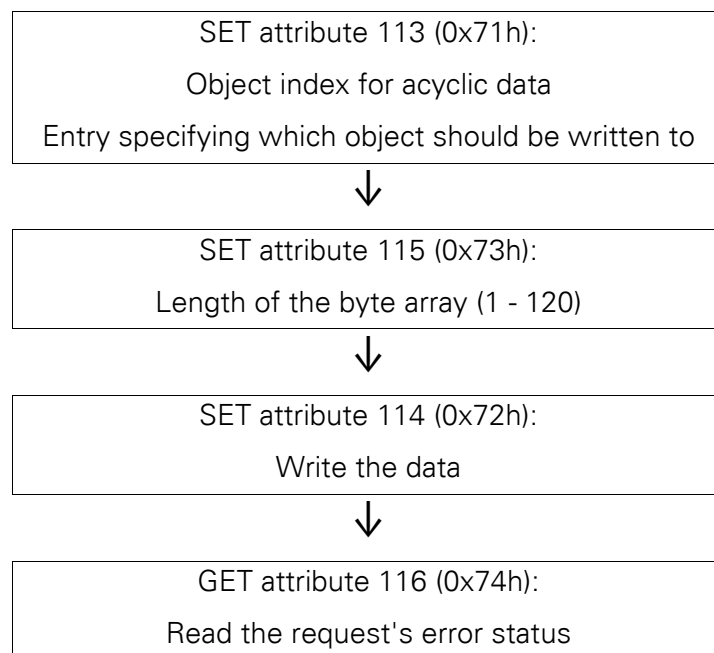 SET attribute 113 (0x71h):
Object index for acyclic data
Entry specifying which object should be written to
SET attribute 115 (0x73h):
Length of the byte array (1 - 120)
SET attribute 114 (0x72h):
Write the data
GET attribute 116 (0x74h):
Read the request's error status